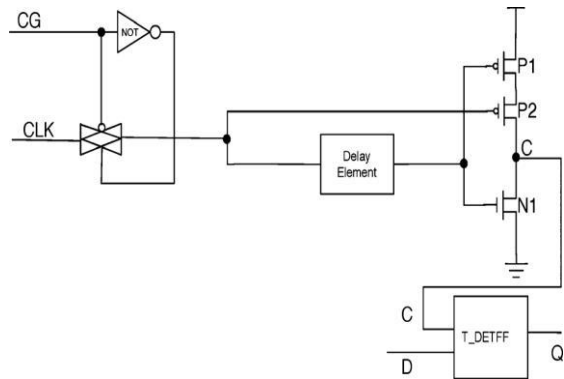 CG
NOT
P1
CLK
P2
Delay
Element
C
N1
C
T_DETFF
D
Q